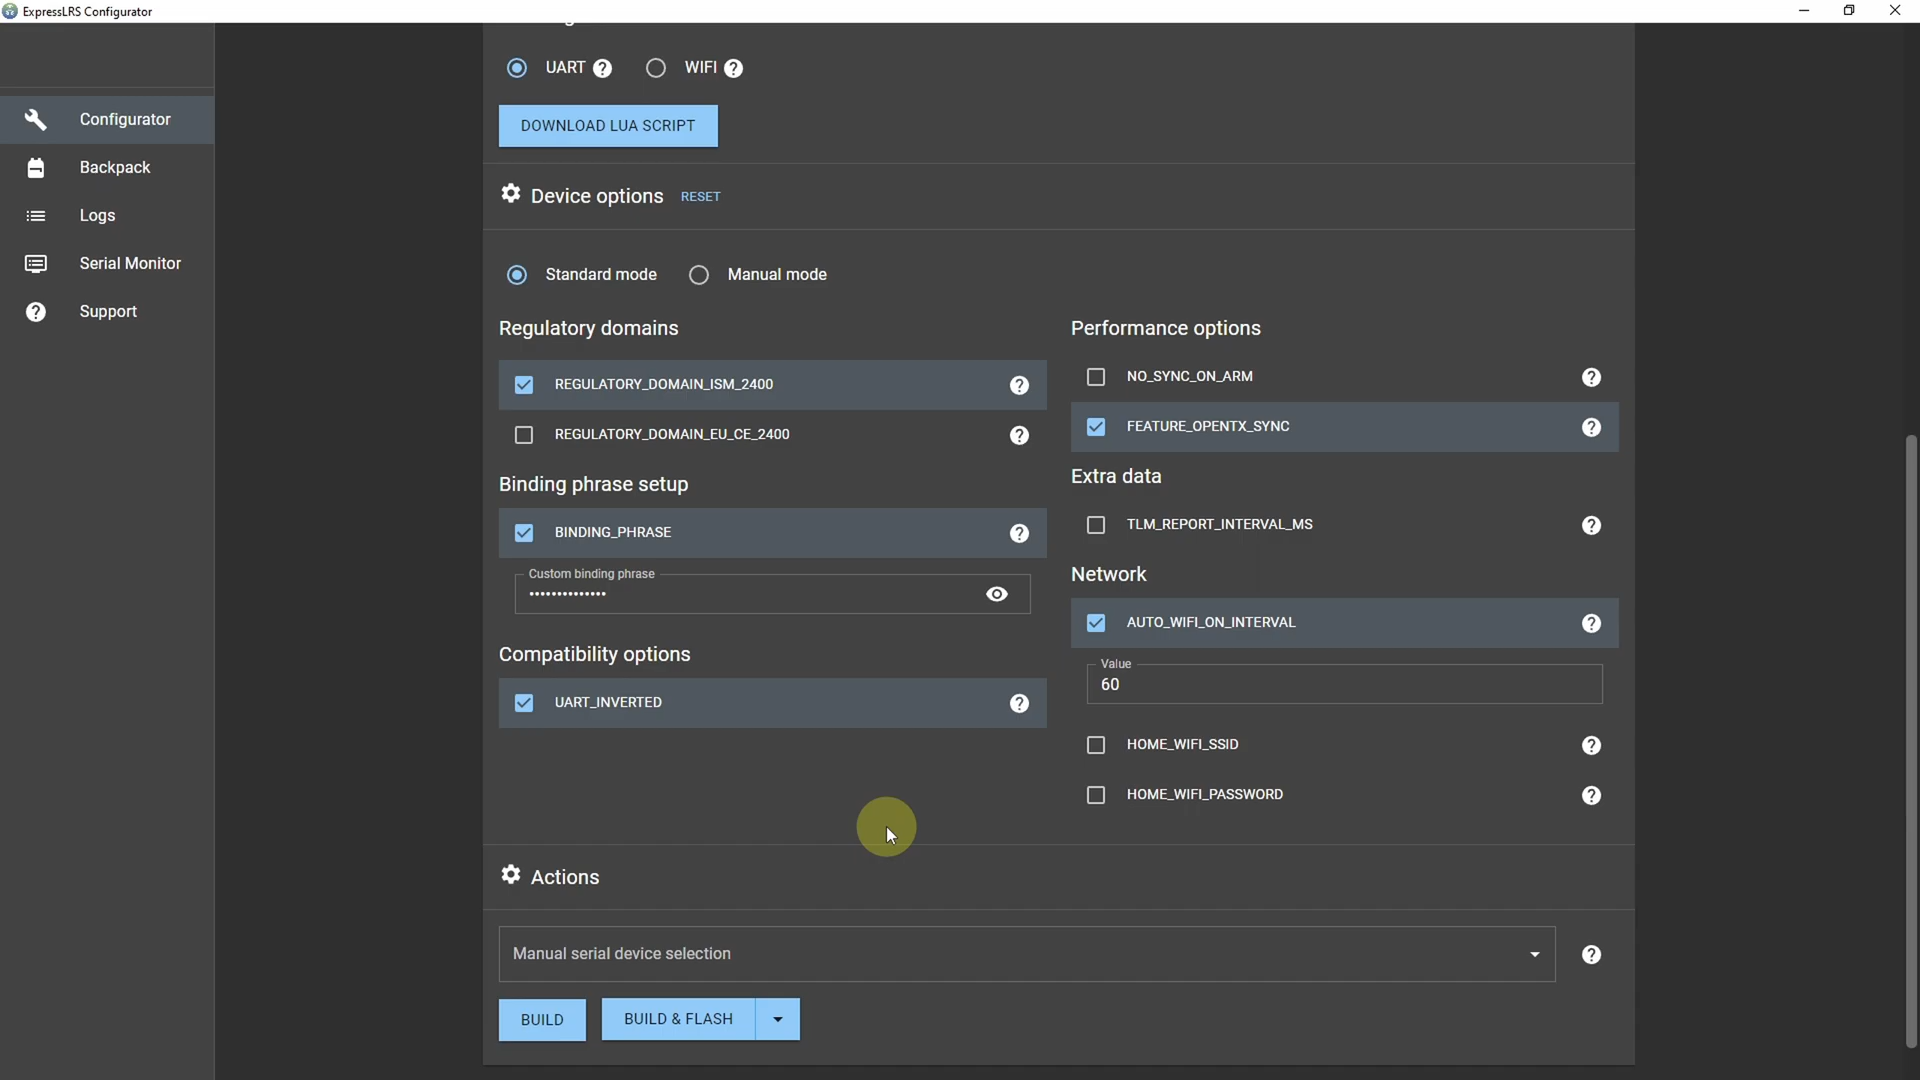 ExpressLRS Configurator
UART
WIFI
DOWNLOAD LUA SCRIPT
Configurator
Backpack
Logs
Serial Monitor
Support
Device options RESET
Standard mode
Manual mode
Regulatory domains
REGULATORY_DOMAIN_ISM_2400
REGULATORY_DOMAIN_EU_CE_2400
Binding phrase setup
BINDING_PHRASE
Custom binding phrase
••••••••••••••
Compatibility options
UART_INVERTED
Performance options
NO_SYNC_ON_ARM
FEATURE_OPENTX_SYNC
Extra data
TLM_REPORT_INTERVAL_MS
Network
AUTO_WIFI_ON_INTERVAL
Value
60
HOME_WIFI_SSID
HOME_WIFI_PASSWORD
Actions
Manual serial device selection
BUILD
BUILD & FLASH